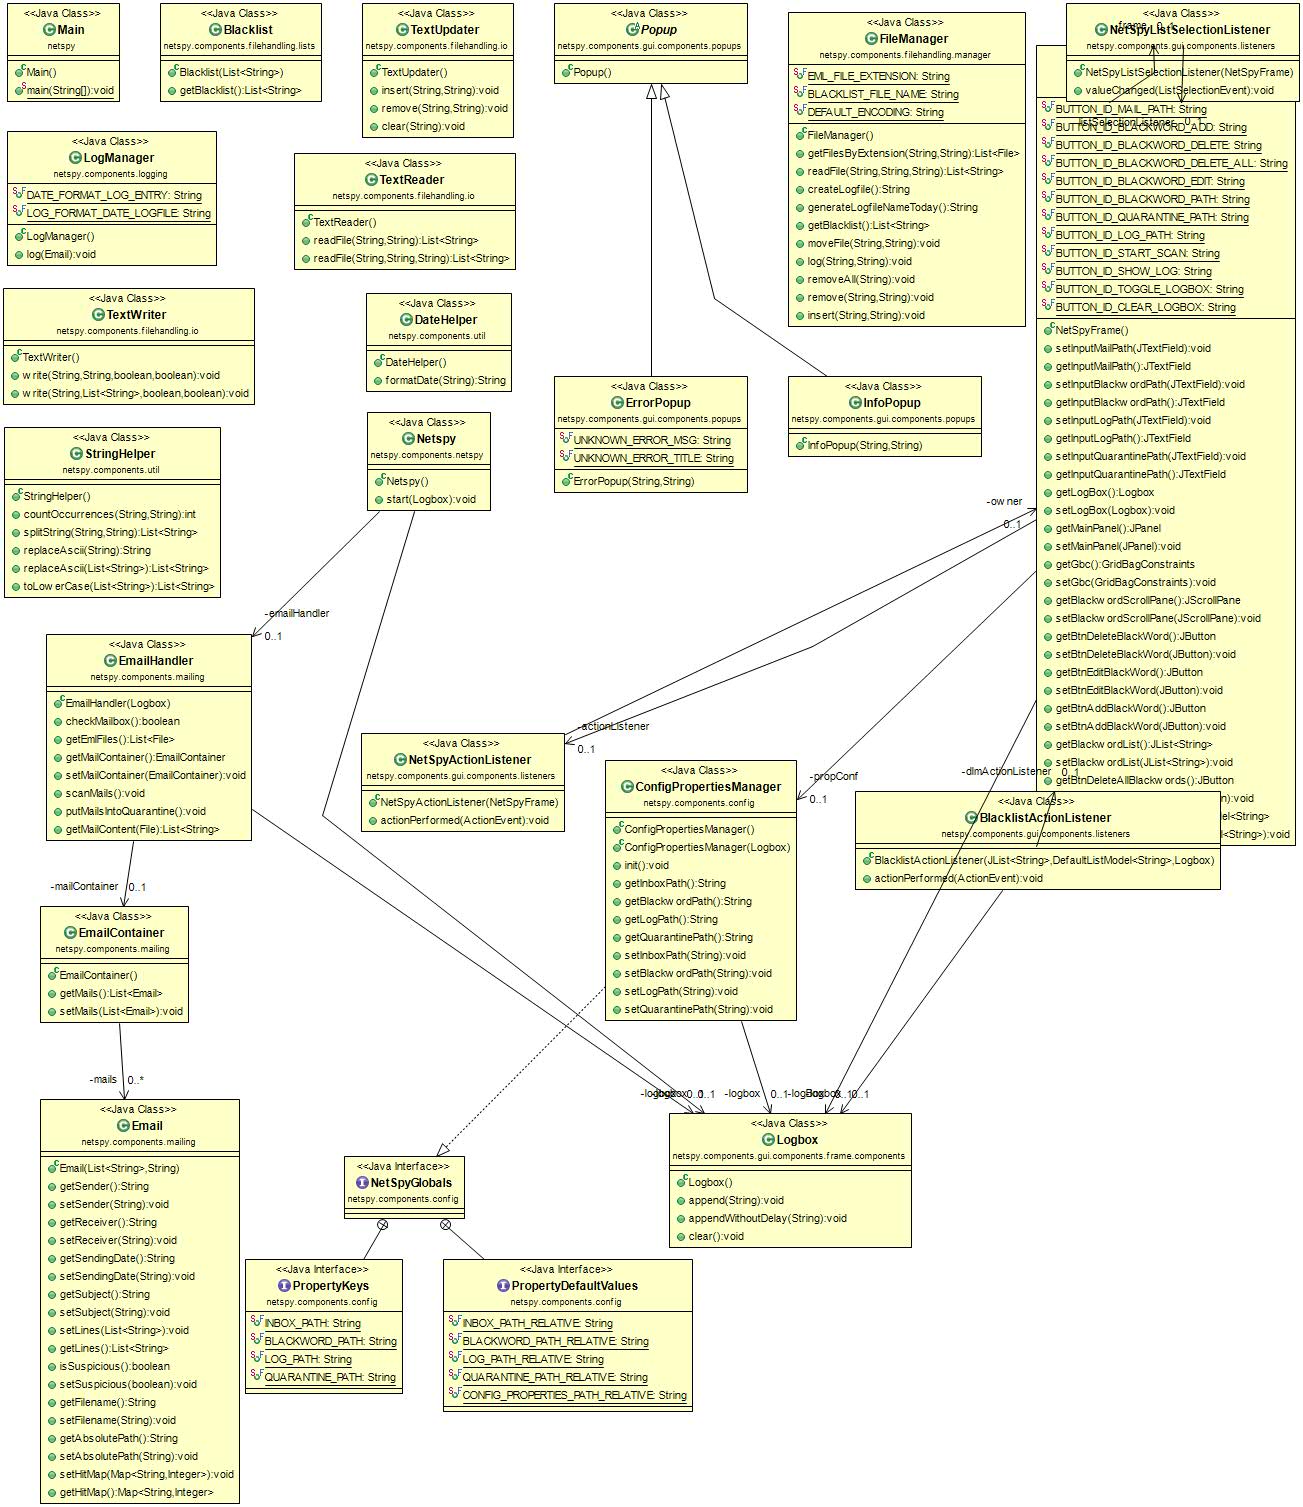 <<Java Class>>
Main
netspy
Main()
main(String[]):void
<<Java Class>>
Blacklist
netspy.components.filehandling.lists
Blacklist(List<String>)
getBlacklist():List<String>
<<Java Class>>
TextUpdater
netspy.components.filehandling.io
TextUpdater()
insert(String,String):void
remove(String,String):void
clear(String):void
<<Java Class>>
Popup
netspy.components.gui.components.popups
Popup()
<<Java Class>>
FileManager
netspy.components.filehandling.manager
EML_FILE_EXTENSION: String
BLACKLIST_FILE_NAME: String
DEFAULT_ENCODING: String
FileManager()
getFilesByExtension(String,String):List<File>
readFile(String,String,String):List<String>
createLogfile():String
generateLogfileNameToday():String
getBlacklist():List<String>
moveFile(String,String):void
log(String,String):void
removeAll(String):void
remove(String,String):void
insert(String,String):void
<<Java Class>>
NetSpyListSelectionListener
netspy.components.gui.components.listeners
NetSpyListSelectionListener(NetSpyFrame)
valueChanged(ListSelectionEvent):void
-frame 0..1
-listSelectionListener 0..1
BUTTON_ID_MAIL_PATH: String
BUTTON_ID_BLACKWORD_ADD: String
BUTTON_ID_BLACKWORD_DELETE: String
BUTTON_ID_BLACKWORD_DELETE_ALL: String
BUTTON_ID_BLACKWORD_EDIT: String
BUTTON_ID_BLACKWORD_PATH: String
BUTTON_ID_QUARANTINE_PATH: String
BUTTON_ID_LOG_PATH: String
BUTTON_ID_START_SCAN: String
BUTTON_ID_SHOW_LOG: String
BUTTON_ID_TOGGLE_LOGBOX: String
BUTTON_ID_CLEAR_LOGBOX: String
NetSpyFrame()
setInputMailPath(JTextField):void
getInputMailPath():JTextField
setInputBlackwordPath(JTextField):void
getInputBlackwordPath():JTextField
setInputLogPath(JTextField):void
getInputLogPath():JTextField
setInputQuarantinePath(JTextField):void
getInputQuarantinePath():JTextField
getLogBox():Logbox
setLogBox(Logbox):void
getMainPanel():JPanel
setMainPanel(JPanel):void
getGbc():GridBagConstraints
setGbc(GridBagConstraints):void
getBlackwordScrollPane():JScrollPane
setBlackwordScrollPane(JScrollPane):void
getBtnDeleteBlackWord():JButton
setBtnDeleteBlackWord(JButton):void
getBtnEditBlackWord():JButton
setBtnEditBlackWord(JButton):void
getBtnAddBlackWord():JButton
setBtnAddBlackWord(JButton):void
getBlackwordList():JList<String>
setBlackwordList(JList<String>):void
getBtnDeleteAllBlackwords():JButton
n):void
el<String>
l<String>):void
<<Java Class>>
LogManager
netspy.components.logging
DATE_FORMAT_LOG_ENTRY: String
LOG_FORMAT_DATE_LOGFILE: String
LogManager()
log(Email):void
<<Java Class>>
TextReader
netspy.components.filehandling.io
TextReader()
readFile(String,String):List<String>
readFile(String,String,String):List<String>
<<Java Class>>
TextWriter
netspy.components.filehandling.io
TextWriter()
write(String,String,boolean,boolean):void
write(String,List<String>,boolean,boolean):void
<<Java Class>>
DateHelper
netspy.components.util
DateHelper()
formatDate(String):String
<<Java Class>>
ErrorPopup
netspy.components.gui.components.popups
UNKNOWN_ERROR_MSG: String
UNKNOWN_ERROR_TITLE: String
ErrorPopup(String,String)
<<Java Class>>
InfoPopup
netspy.components.gui.components.popups
InfoPopup(String,String)
<<Java Class>>
StringHelper
netspy.components.util
StringHelper()
countOccurrences(String,String):int
splitString(String,String):List<String>
replaceAscii(String):String
replaceAscii(List<String>):List<String>
toLowerCase(List<String>):List<String>
<<Java Class>>
Netspy
netspy.components.netspy
Netspy()
start(Logbox):void
-owner
0..1
-emailHandler
0..1
<<Java Class>>
EmailHandler
netspy.components.mailing
EmailHandler(Logbox)
checkMailbox():boolean
getEmlFiles():List<File>
getMailContainer():EmailContainer
setMailContainer(EmailContainer):void
scanMails():void
putMailsIntoQuarantine():void
getMailContent(File):List<String>
-actionListener
0..1
<<Java Class>>
NetSpyActionListener
netspy.components.gui.components.listeners
NetSpyActionListener(NetSpyFrame)
actionPerformed(ActionEvent):void
<<Java Class>>
ConfigPropertiesManager
netspy.components.config
ConfigPropertiesManager()
ConfigPropertiesManager(Logbox)
init():void
getInboxPath():String
getBlackwordPath():String
getLogPath():String
getQuarantinePath():String
setInboxPath(String):void
setBlackwordPath(String):void
setLogPath(String):void
setQuarantinePath(String):void
-propConf
0..1
-dlmActionListener 0..1
<<Java Class>>
BlacklistActionListener
netspy.components.gui.components.listeners
BlacklistActionListener(JList<String>,DefaultListModel<String>,Logbox)
actionPerformed(ActionEvent):void
-mailContainer 0..1
<<Java Class>>
EmailContainer
netspy.components.mailing
EmailContainer()
getMails():List<Email>
setMails(List<Email>):void
-mails 0..*
<<Java Class>>
Email
netspy.components.mailing
Email(List<String>,String)
getSender():String
setSender(String):void
getReceiver():String
setReceiver(String):void
getSendingDate():String
setSendingDate(String):void
getSubject():String
setSubject(String):void
setLines(List<String>):void
getLines():List<String>
isSuspicious():boolean
setSuspicious(boolean):void
getFilename():String
setFilename(String):void
getAbsolutePath():String
setAbsolutePath(String):void
setHitMap(Map<String,Integer>):void
getHitMap():Map<String,Integer>
-logbox 0..1
<<Java Class>>
Logbox
netspy.components.gui.components.frame.components
Logbox()
append(String):void
appendWithoutDelay(String):void
clear():void
<<Java Interface>>
NetSpyGlobals
netspy.components.config
<<Java Interface>>
PropertyKeys
netspy.components.config
INBOX_PATH: String
BLACKWORD_PATH: String
LOG_PATH: String
QUARANTINE_PATH: String
<<Java Interface>>
PropertyDefaultValues
netspy.components.config
INBOX_PATH_RELATIVE: String
BLACKWORD_PATH_RELATIVE: String
LOG_PATH_RELATIVE: String
QUARANTINE_PATH_RELATIVE: String
CONFIG_PROPERTIES_PATH_RELATIVE: String